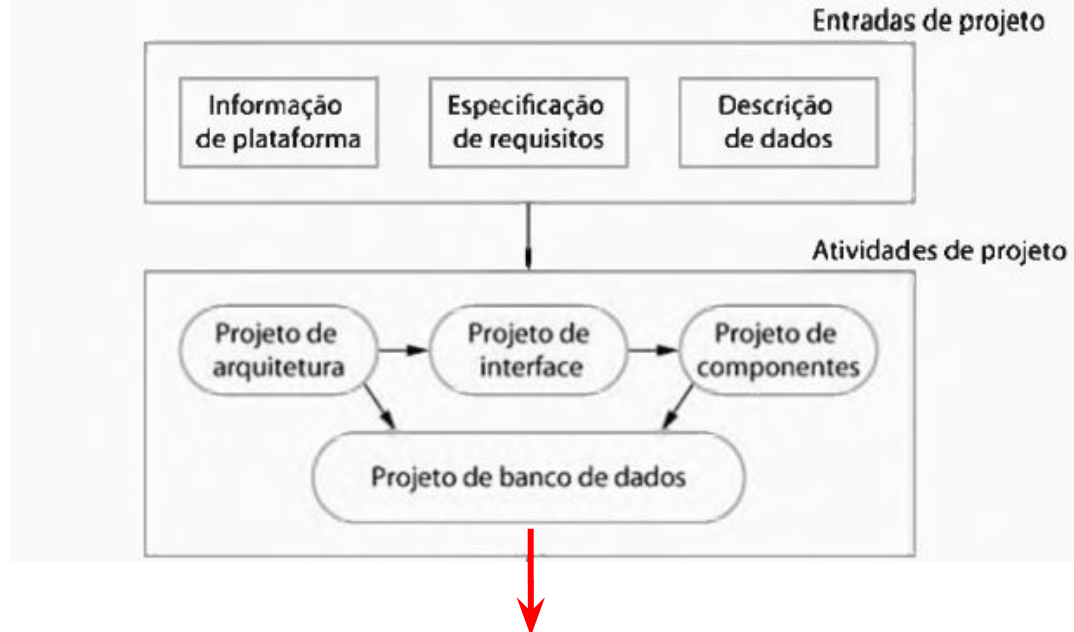 Entradas de projeto
Informação
de plataforma
Especificação
de requisitos
Descrição
de dados
Atividades de projeto
Projeto de
arquitetura
Projeto de
interface
Projeto de
componentes
Projeto de banco de dados